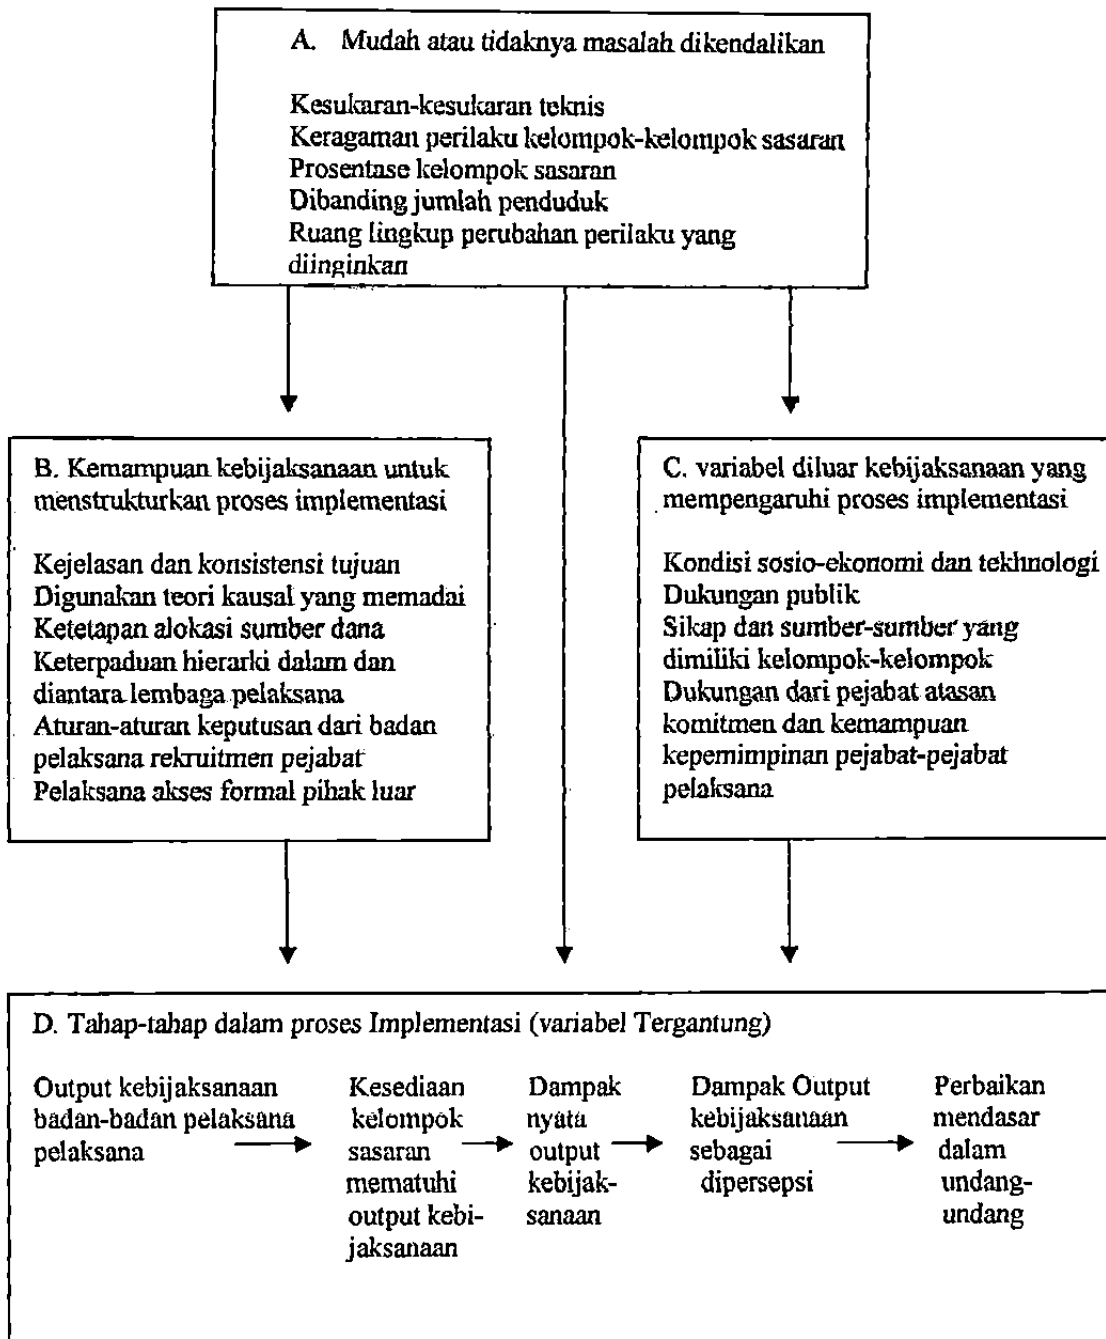 A. Mudah atau tidaknya masalah dikendalikan
Kesukaran-kesukaran teknis
Keragaman perilaku kelompok-kelompok sasaran
Prosentase kelompok sasaran
Dibanding jumlah penduduk
Ruang lingkup perubahan perilaku yang
diinginkan
B. Kemampuan kebijaksanaan untuk
menstrukturkan proses implementasi
Kejelasan dan konsistensi tujuan
Digunakan teori kausal yang memadai
Ketetapan alokasi sumber dana
Keterpaduan hierarki dalam dan
diantara lembaga pelaksana
Aturan-aturan keputusan dari badan
pelaksana rekruitmen pejabat
Pelaksana akses formal pihak luar
C. variabel diluar kebijaksanaan yang
mempengaruhi proses implementasi
Kondisi sosio-ekonomi dan tekhnologi
Dukungan publik
Sikap dan sumber-sumber yang
dimiliki kelompok-kelompok
Dukungan dari pejabat atasan
komitmen dan kemampuan
kepemimpinan pejabat-pejabat
pelaksana
D. Tahap-tahap dalam proses Implementasi (variabel Tergantung)
Output kebijaksanaan
badan-badan pelaksana
pelaksana
Kesediaan
kelompok
sasaran
mematuhi
output kebi-
jaksanaan
Dampak
nyata
output
kebijak-
sanaan
Dampak Output
kebijaksanaan
sebagai
dipersepsi
Perbaikan
mendasar
dalam
undang-
undang